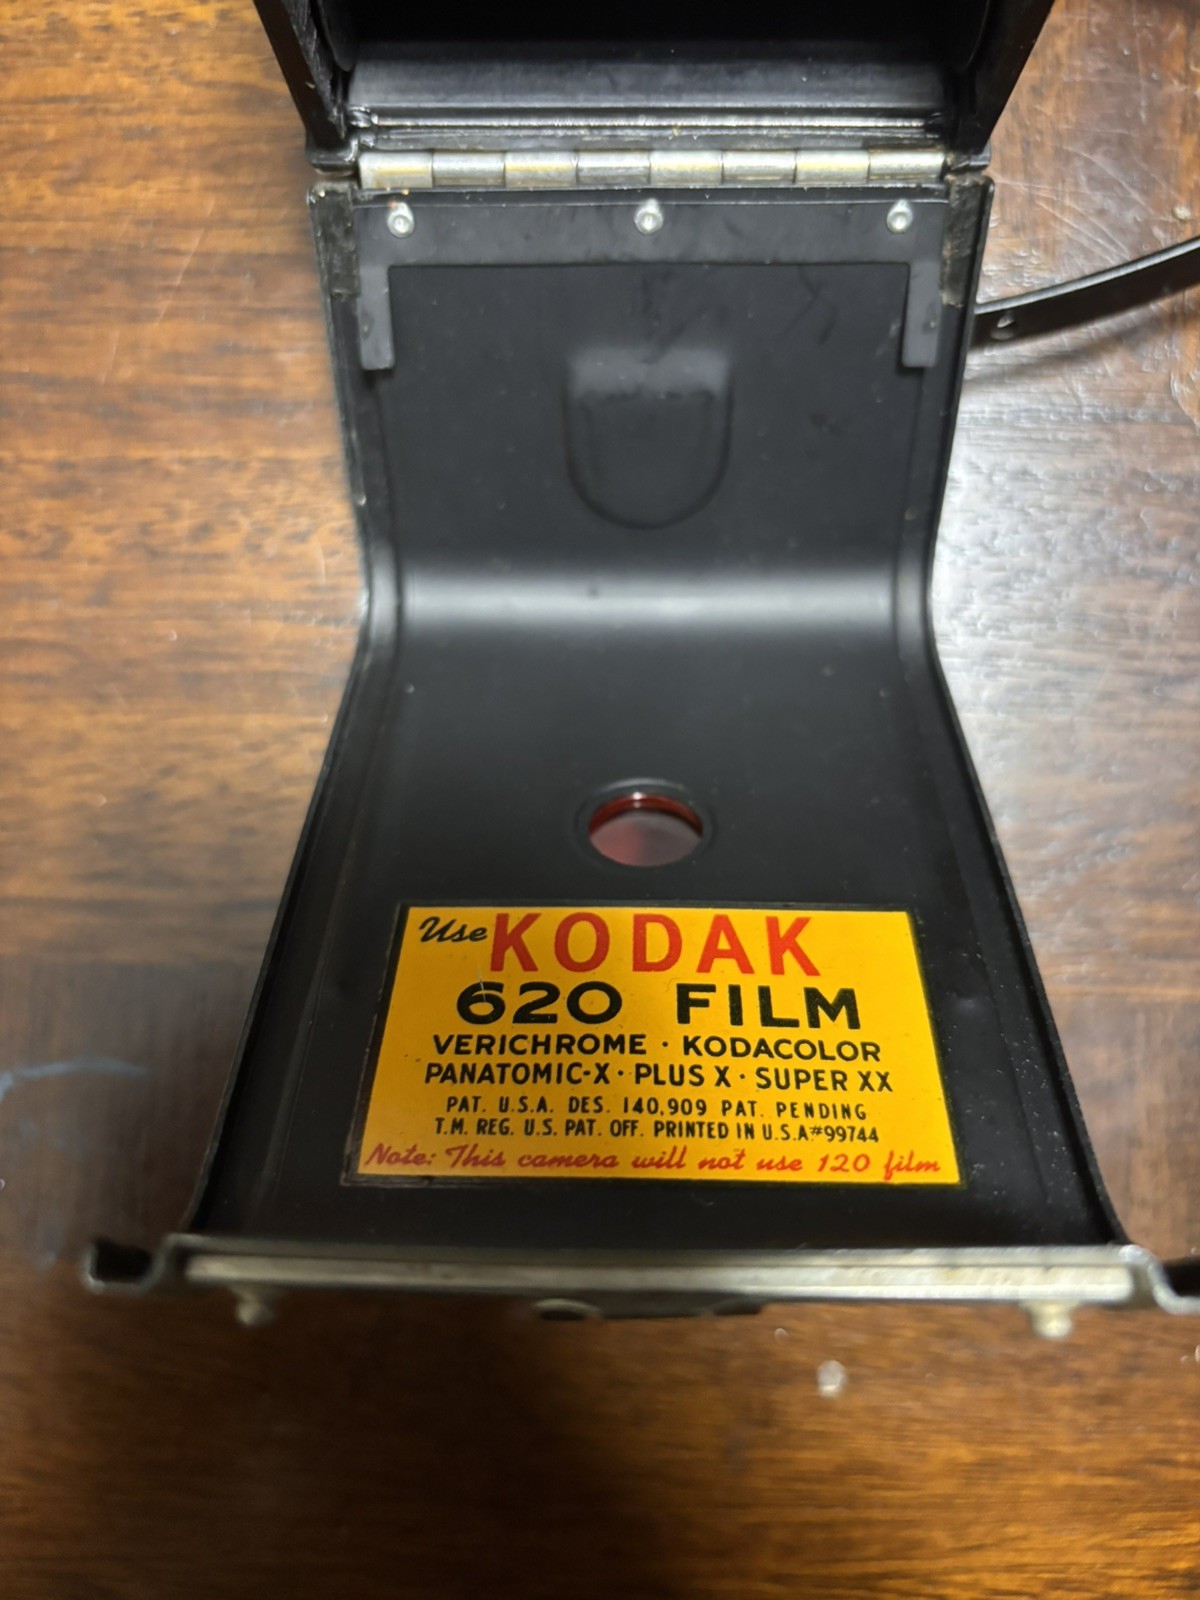 Use KODAK
620 FILM
VERICHROME · KODACOLOR
PANATOMIC-X · PLUS X · SUPER XX
PAT. U.S.A. DES. 140,909 PAT. PENDING
T.M. REG. U.S. PAT. OFF. PRINTED IN U.S.A. #99744
Note: This camera will not use 120 film